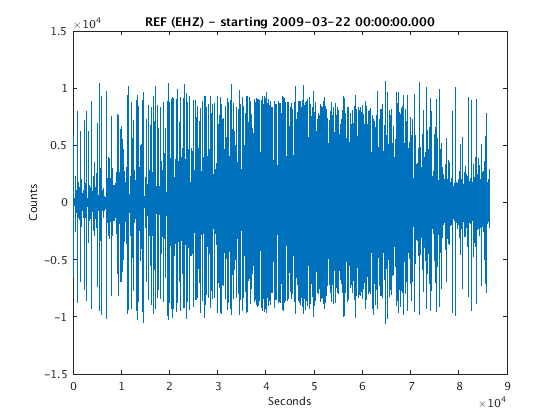 REF (EHZ) - starting 2009-03-22 00:00:00.000
×10⁴
1.5
1
0.5
0
-0.5
-1
-1.5
Counts
0 1 2 3 4 5 6 7 8 9
Seconds
×10⁴